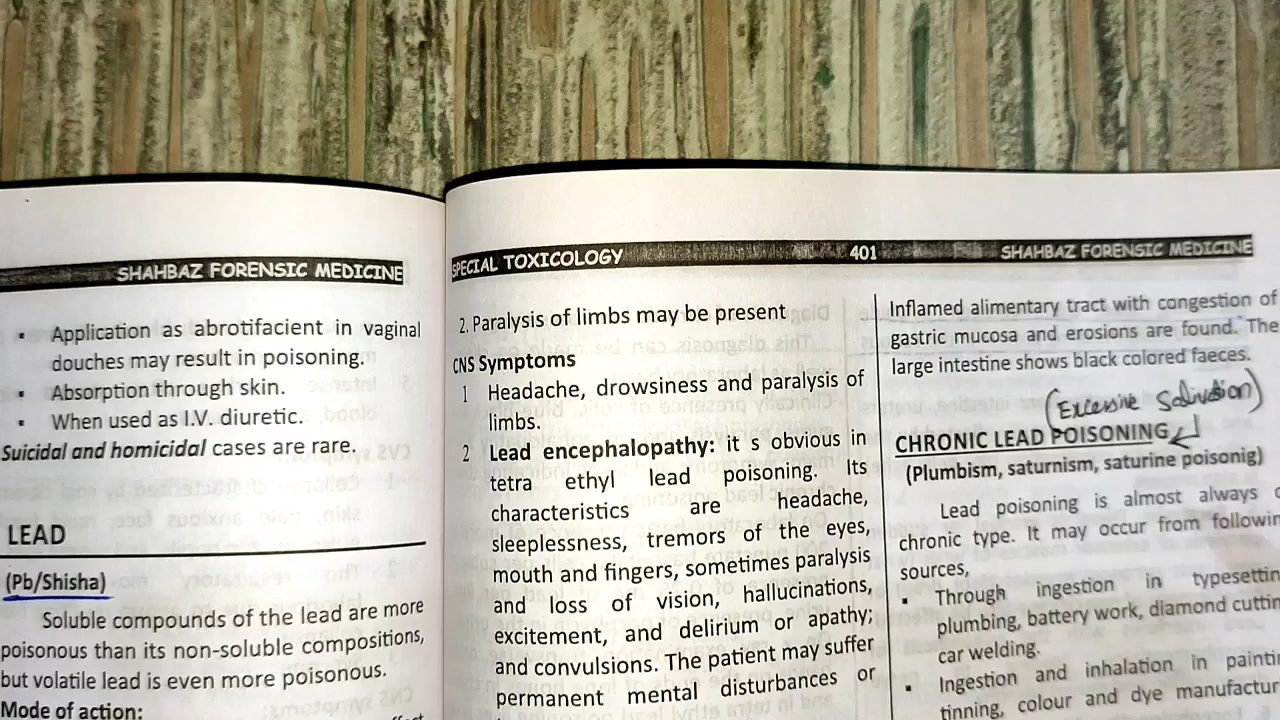 SHAHBAZ FORENSIC MEDICINE
▪ Application as abrotifacient in vaginal
douches may result in poisoning.
▪ Absorption through skin.
▪ When used as I.V. diuretic.
Suicidal and homicidal cases are rare.
LEAD
(Pb/Shisha)
Soluble compounds of the lead are more
poisonous than its non-soluble compositions,
but volatile lead is even more poisonous.
Mode of action:
SPECIAL TOXICOLOGY 401 SHAHBAZ FORENSIC MEDICINE
2. Paralysis of limbs may be present
CNS Symptoms
1 Headache, drowsiness and paralysis of
limbs.
2 Lead encephalopathy: it s obvious in
tetra ethyl lead poisoning. Its
characteristics are headache,
sleeplessness, tremors of the eyes,
mouth and fingers, sometimes paralysis
and loss of vision, hallucinations,
excitement, and delirium or apathy;
and convulsions. The patient may suffer
permanent mental disturbances or
Inflamed alimentary tract with congestion of
gastric mucosa and erosions are found. The
large intestine shows black colored faeces.
(Excessive Salivation)
CHRONIC LEAD POISONING
(Plumbism, saturnism, saturine poisonig)
Lead poisoning is almost always
chronic type. It may occur from followin
sources,
▪ Through ingestion in typesettin
plumbing, battery work, diamond cuttin
car welding.
▪ Ingestion and inhalation in paintin
tinning, colour and dye manufactur